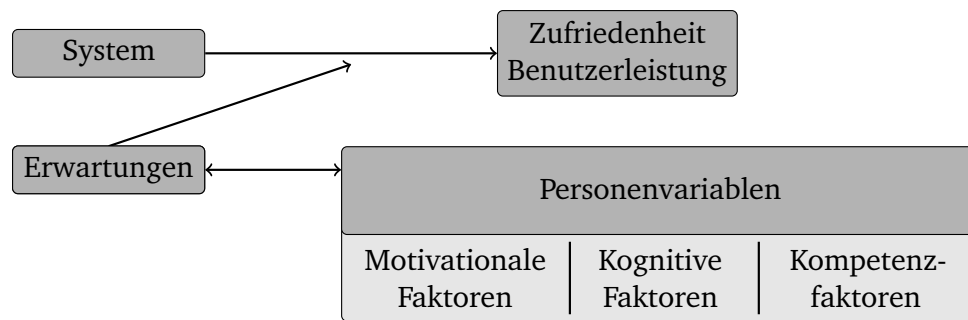 System
Zufriedenheit
Benutzerleistung
Erwartungen
Personenvariablen
Motivationale
Faktoren
Kognitive
Faktoren
Kompetenz-
faktoren